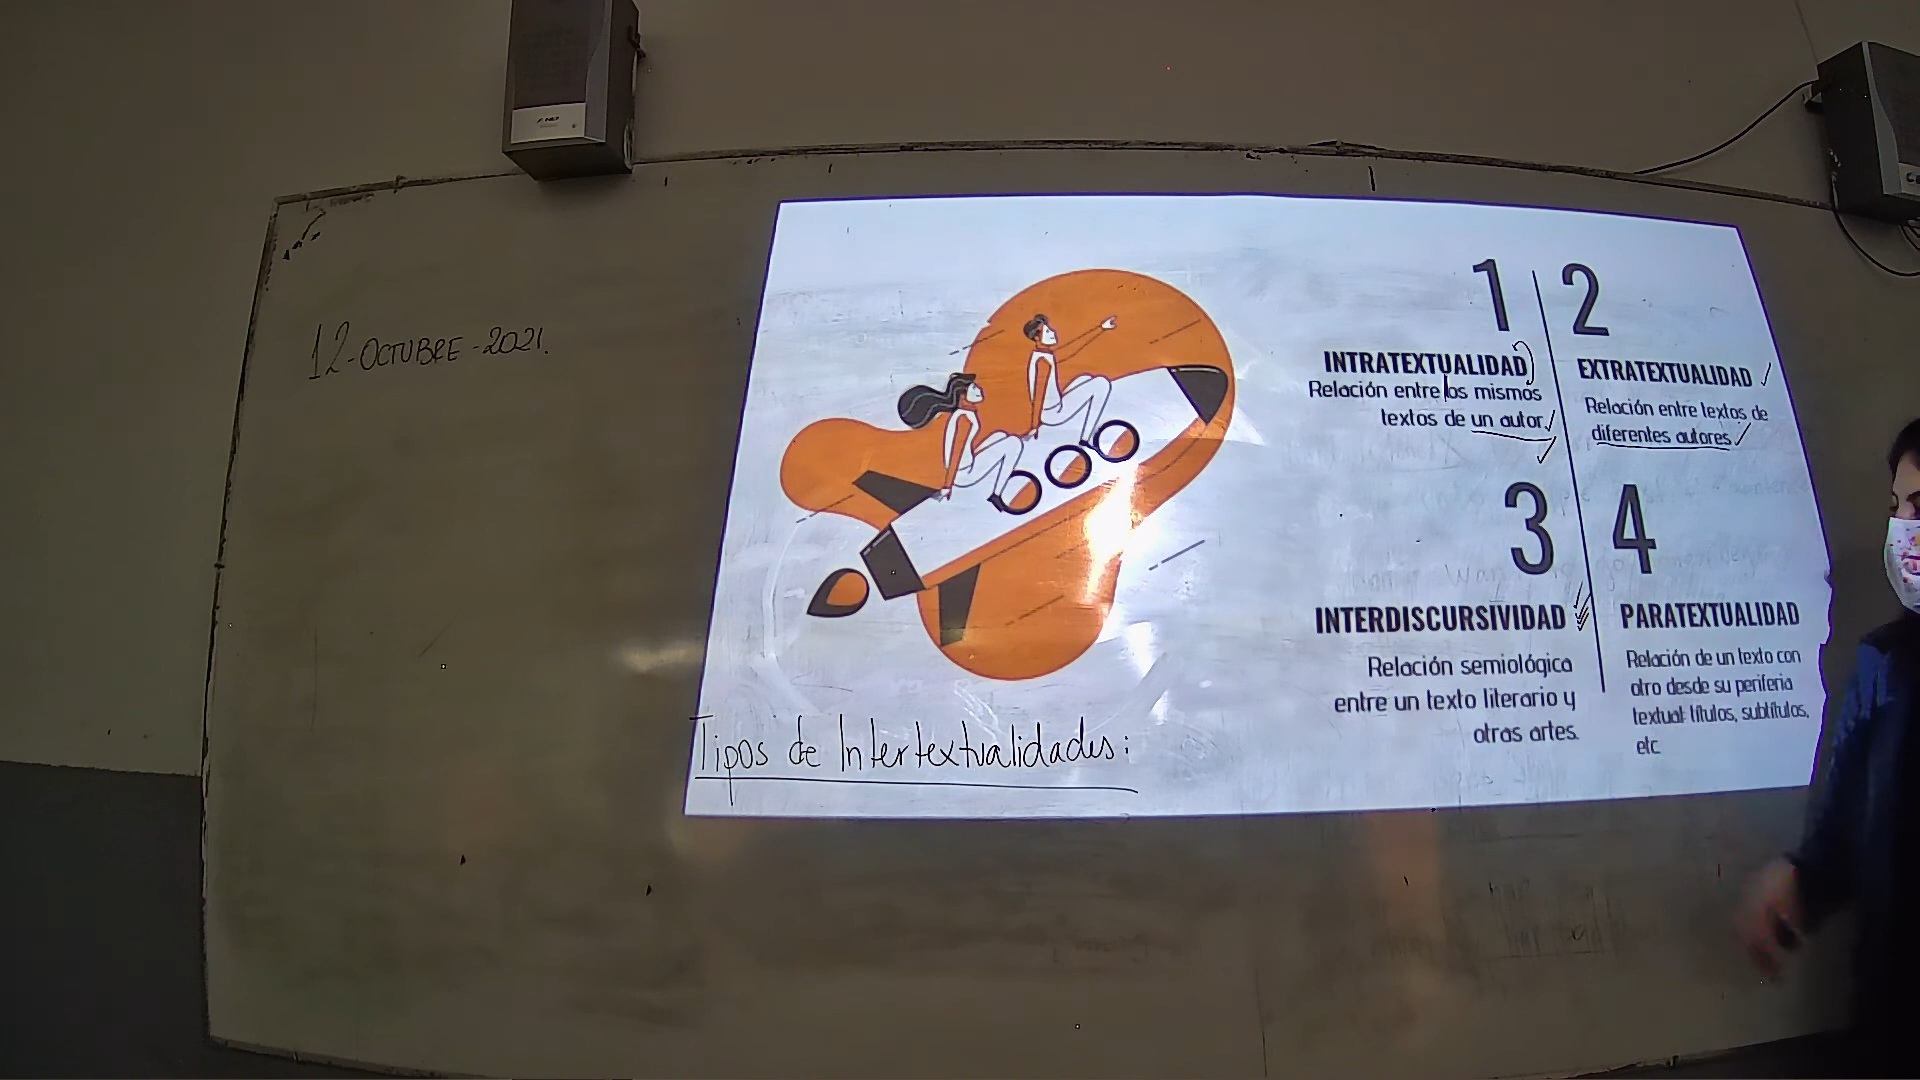 12-OCTUBRE-2021.
1
INTRATEXTUALIDAD
Relación entre los mismos
textos de un autor
2
EXTRATEXTUALIDAD
Relación entre textos de
diferentes autores
3
INTERDISCURSIVIDAD
Relación semiológica
entre un texto literario y
otras artes.
4
PARATEXTUALIDAD
Relación de un texto con
otro desde su periferia
textual: títulos, subtítulos,
etc
Tipos de Intertextualidades: